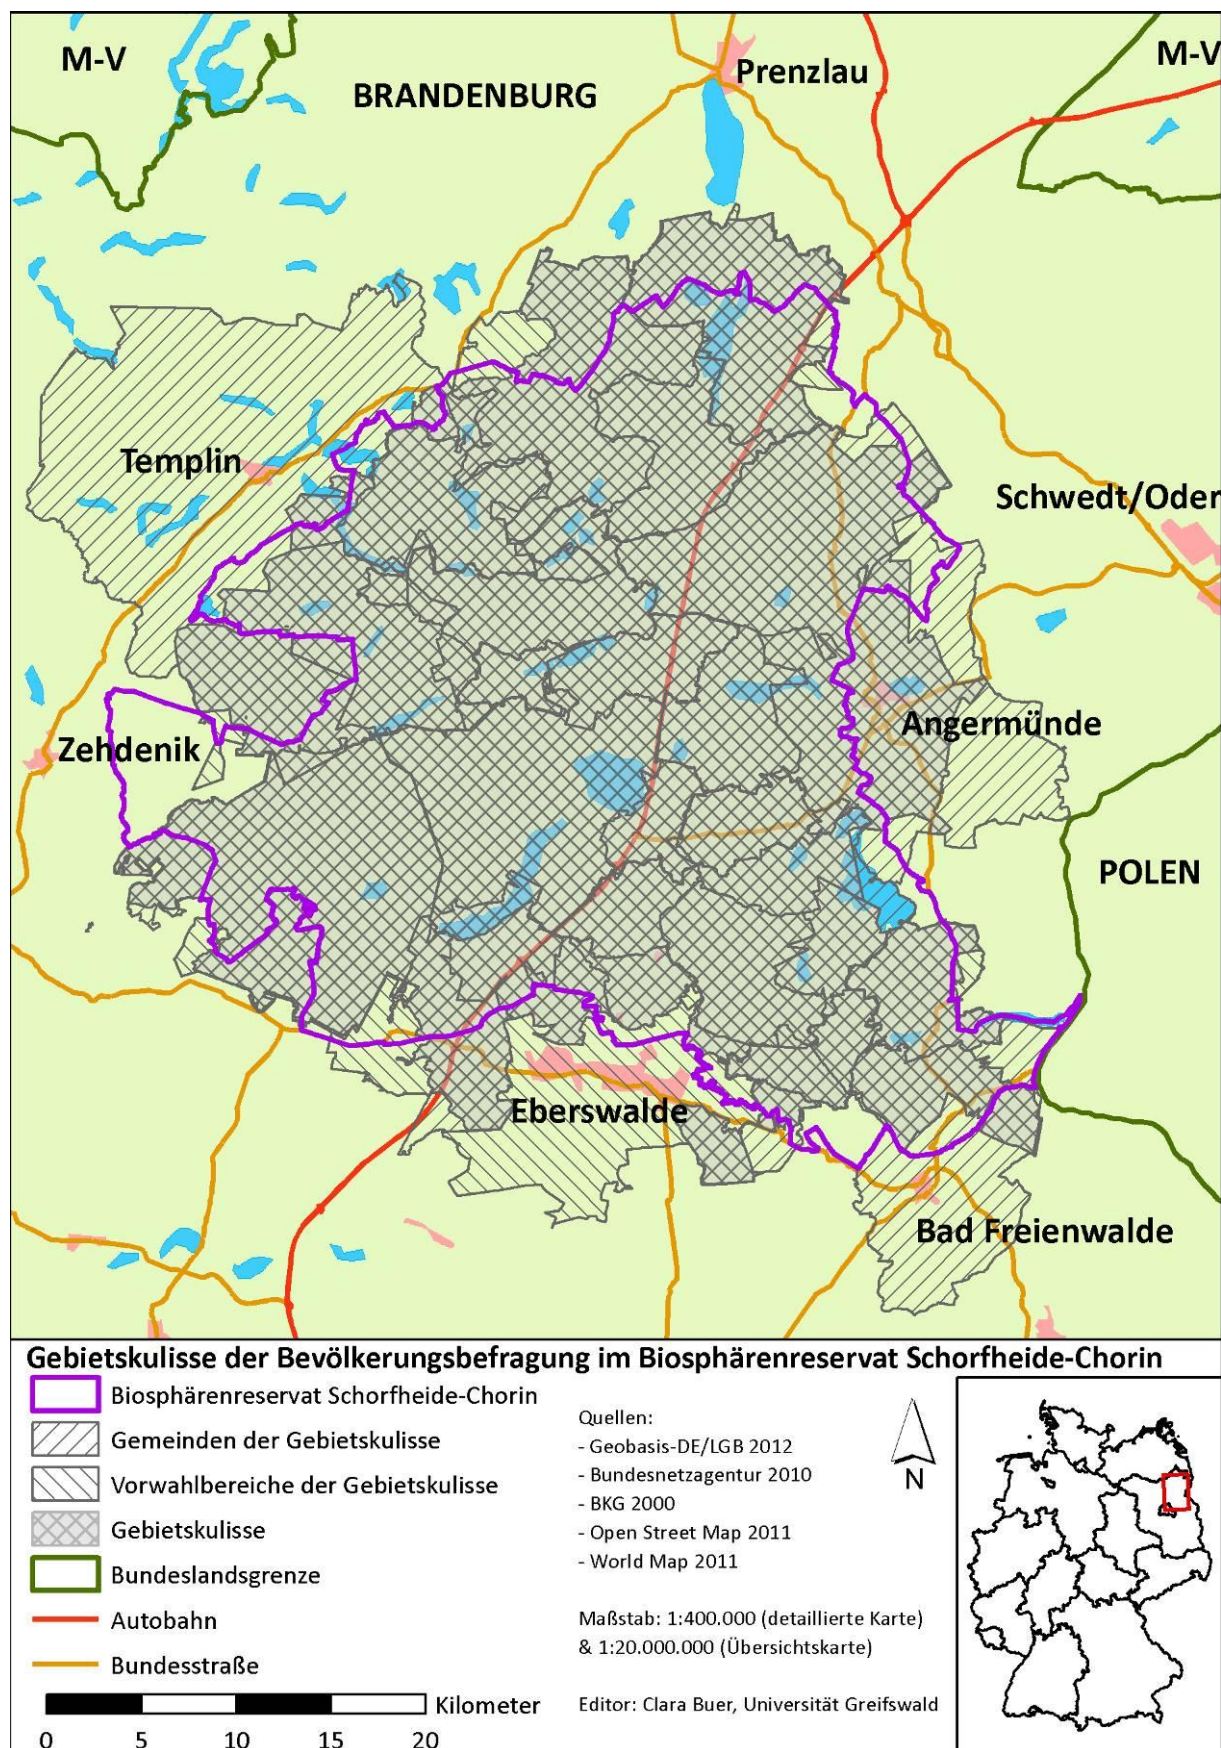 M-V
BRANDENBURG
Prenzlau
M-V
Templin
Schwedt/Oder
Zehdenik
Angermünde
POLEN
Eberswalde
Bad Freienwalde
Gebietskulisse der Bevölkerungsbefragung im Biosphärenreservat Schorfheide-Chorin
Biosphärenreservat Schorfheide-Chorin
Gemeinden der Gebietskulisse
Vorwahlbereiche der Gebietskulisse
Gebietskulisse
Bundeslandsgrenze
Autobahn
Bundesstraße
Kilometer
0 5 10 15 20
Quellen:
- Geobasis-DE/LGB 2012
- Bundesnetzagentur 2010
- BKG 2000
- Open Street Map 2011
- World Map 2011
Maßstab: 1:400.000 (detaillierte Karte)
& 1:20.000.000 (Übersichtskarte)
Editor: Clara Buer, Universität Greifswald
N